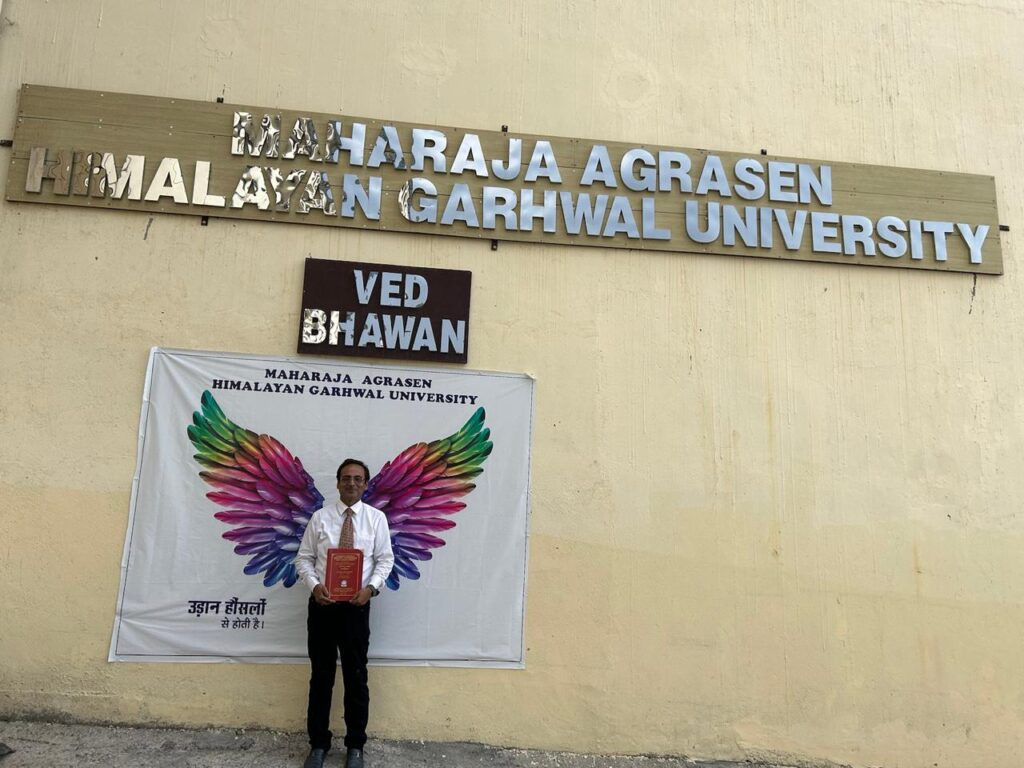 MAHARAJA AGRASEN
HIMALAYAN GARHWAL UNIVERSITY
VED
BHAWAN
MAHARAJA AGRASEN
HIMALAYAN GARHWAL UNIVERSITY
उड़ान हौंसलों
से होती है।